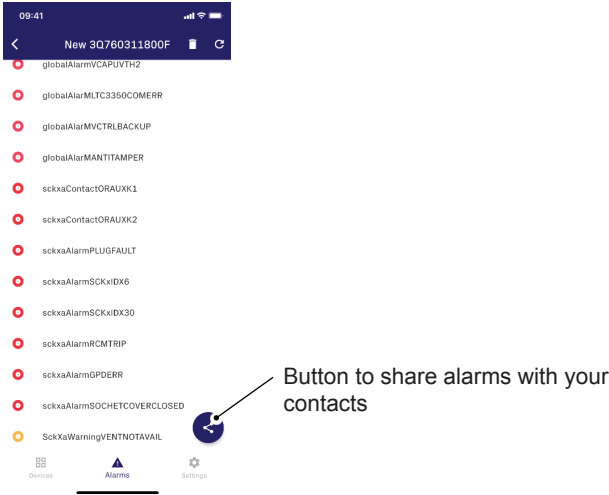 09:41
New 3Q760311800F
globalAlarmVCAPUVTH2
globalAlarMLTC3350COMERR
globalAlarMVCTRLBACKUP
globalAlarMANTITAMPER
sckxaContactORAUXK1
sckxaContactORAUXK2
sckxaAlarmPLUGFAULT
sckxaAlarmSCKxIDX6
sckxaAlarmSCKxIDX30
sckxaAlarmRCMTRIP
sckxaAlarmGPDERR
sckxaAlarmSOCHETCOVERCLOSED
SckXaWarningVENTNOTAVAIL
Button to share alarms with your
contacts
Devices Alarms Settings